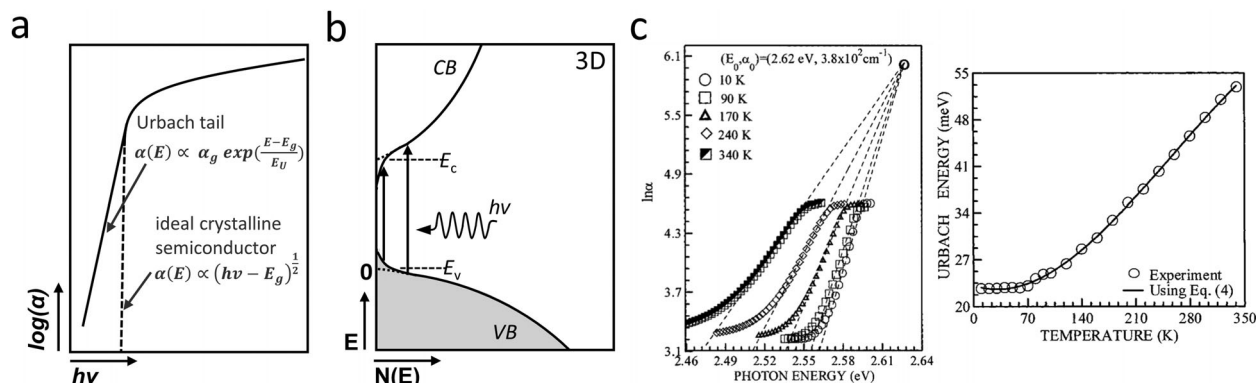 a
log(α)
Urbach tail
α(E) ∝ α_g exp(\frac{E−E_g}{E_U})
ideal crystalline
semiconductor
α(E) ∝ (hν − E_g)^{\frac{1}{2}}
hν
b
3D
CB
E_c
hν
0
E_v
E
VB
N(E)
c
(E_0,α_0)=(2.62 eV, 3.8x10^2cm^{-1})
10 K
90 K
170 K
240 K
340 K
lnα
6.1
5.5
4.9
4.3
3.7
3.1
2.46
2.49
2.52
2.55
2.58
2.61
2.64
PHOTON ENERGY (eV)
URBACH ENERGY (meV)
55
48
41
34
27
20
Experiment
Using Eq. (4)
0
70
140
210
280
350
TEMPERATURE (K)